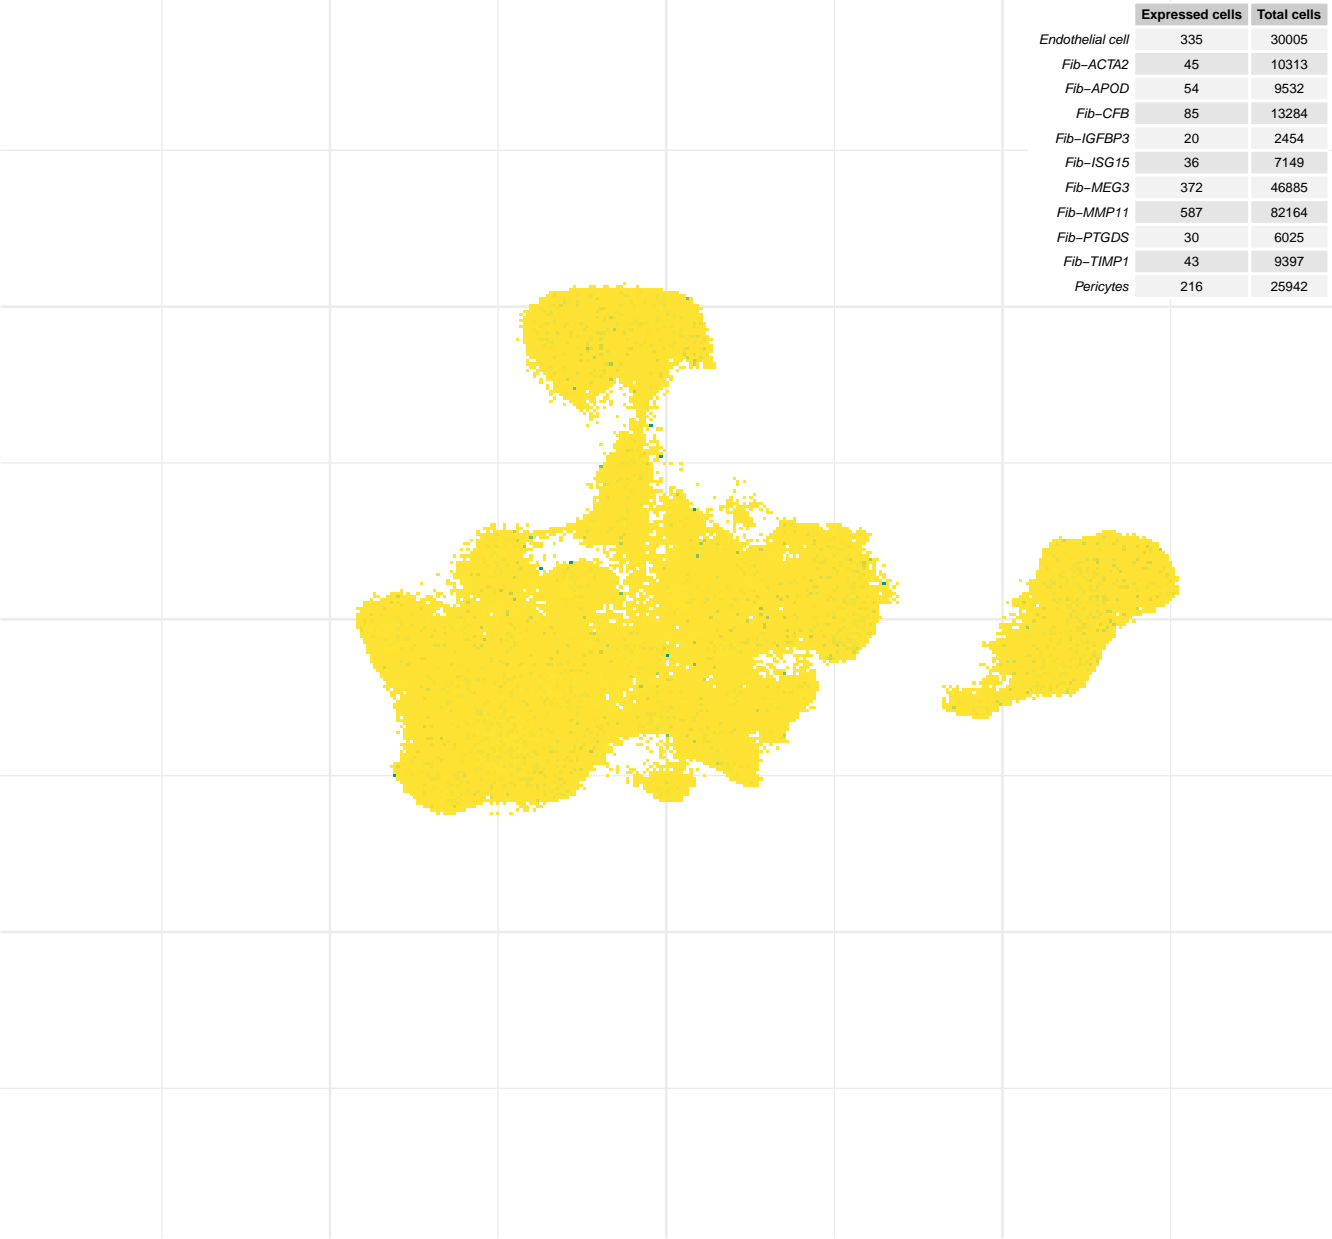 Expressed cells Total cells
Endothelial cell 335 30005
Fib−ACTA2 45 10313
Fib−APOD 54 9532
Fib−CFB 85 13284
Fib−IGFBP3 20 2454
Fib−ISG15 36 7149
Fib−MEG3 372 46885
Fib−MMP11 587 82164
Fib−PTGDS 30 6025
Fib−TIMP1 43 9397
Pericytes 216 25942